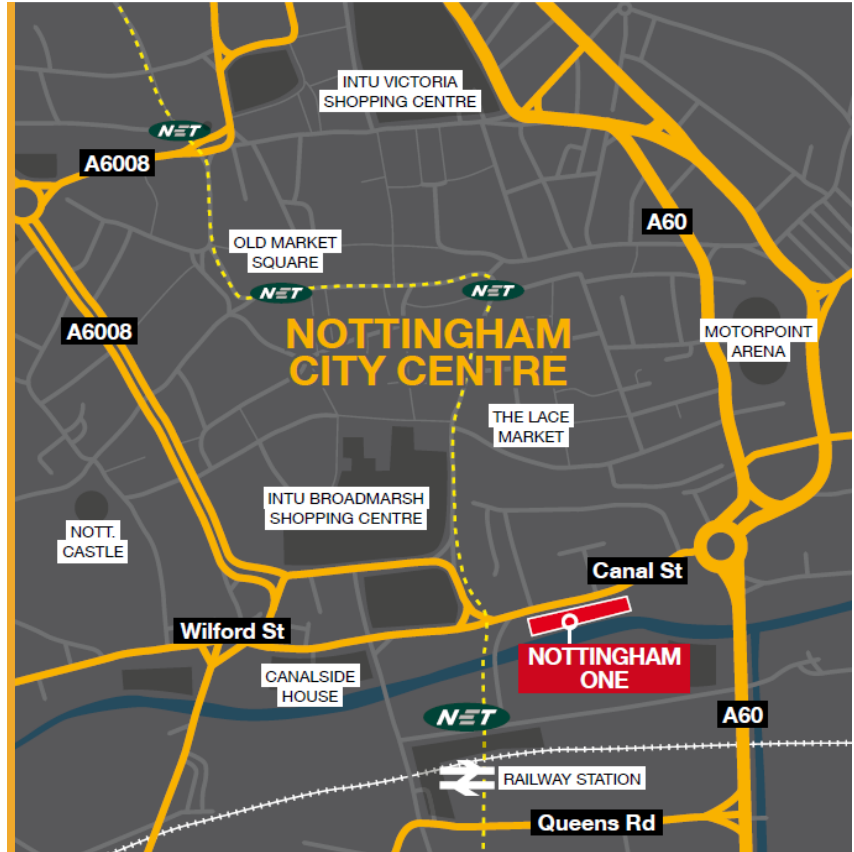 INTU VICTORIA
SHOPPING CENTRE
NET
A6008
A60
OLD MARKET
SQUARE
NET
NET
A6008
NOTTINGHAM
CITY CENTRE
MOTORPOINT
ARENA
THE LACE
MARKET
INTU BROADMARSH
SHOPPING CENTRE
NOTT.
CASTLE
Canal St
Wilford St
NOTTINGHAM
ONE
CANALSIDE
HOUSE
NET
A60
RAILWAY STATION
Queens Rd